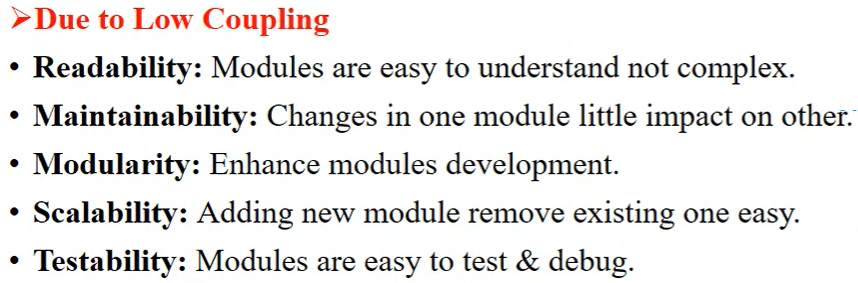 ➢Due to Low Coupling
• Readability: Modules are easy to understand not complex.
• Maintainability: Changes in one module little impact on other.
• Modularity: Enhance modules development.
• Scalability: Adding new module remove existing one easy.
• Testability: Modules are easy to test & debug.